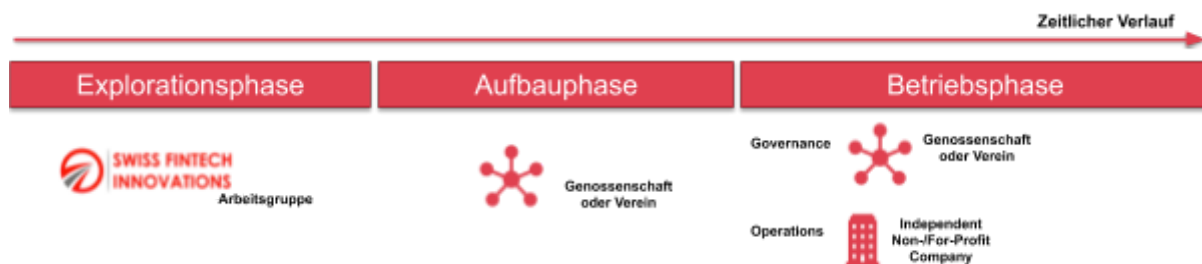 Zeitlicher Verlauf
Explorationsphase
Aufbauphase
Betriebsphase
SWISS FINTECH
INNOVATIONS
Arbeitsgruppe
Genossenschaft
oder Verein
Governance
Genossenschaft
oder Verein
Operations
Independent
Non-/For-Profit
Company